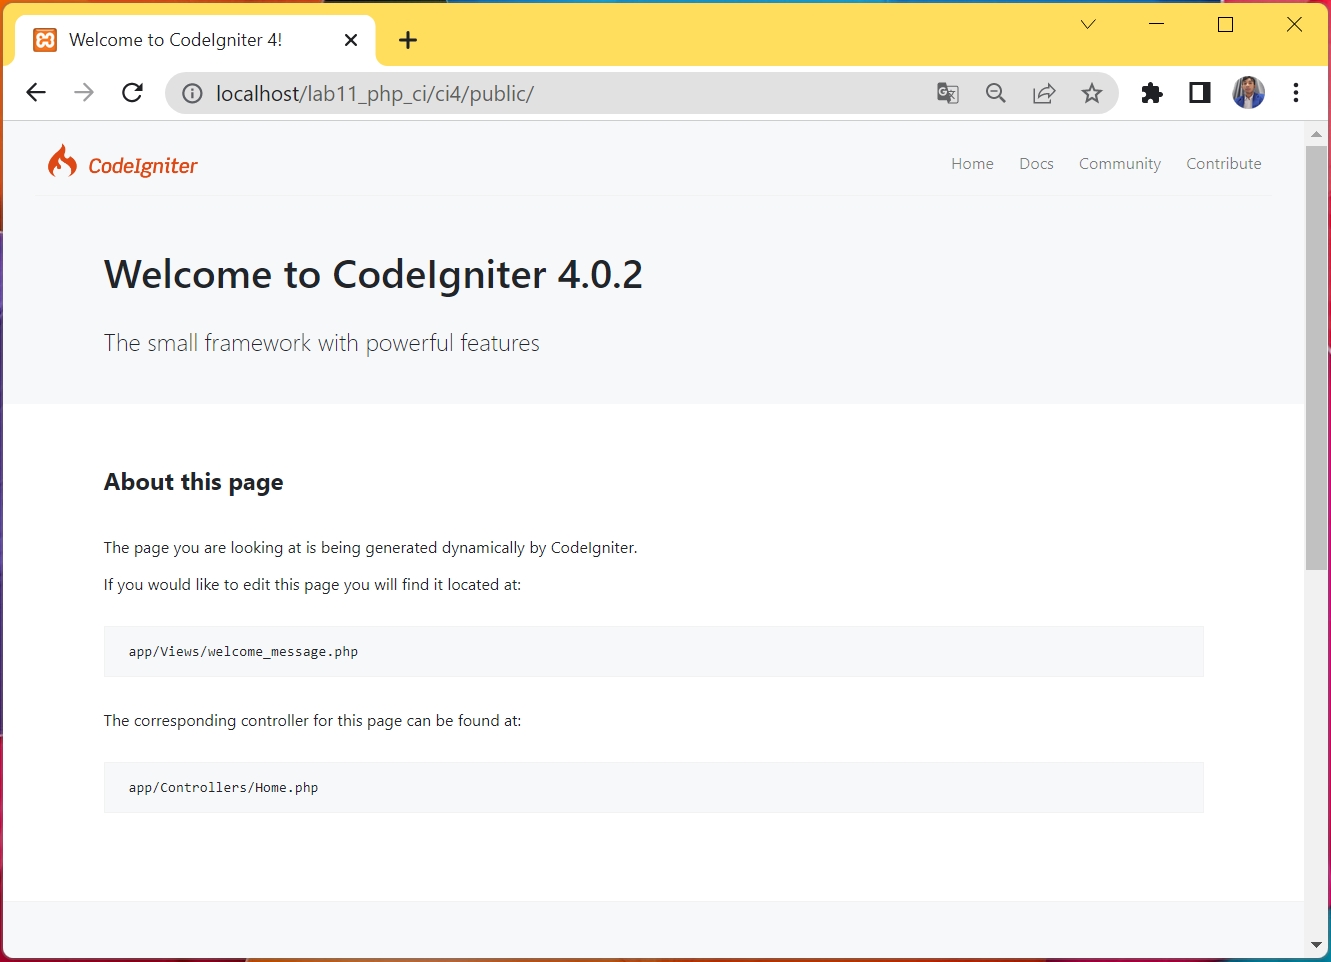 Welcome to CodeIgniter 4!
localhost/lab11_php_ci/ci4/public/
CodeIgniter
Home Docs Community Contribute
Welcome to CodeIgniter 4.0.2
The small framework with powerful features
About this page
The page you are looking at is being generated dynamically by CodeIgniter.
If you would like to edit this page you will find it located at:
app/Views/welcome_message.php
The corresponding controller for this page can be found at:
app/Controllers/Home.php